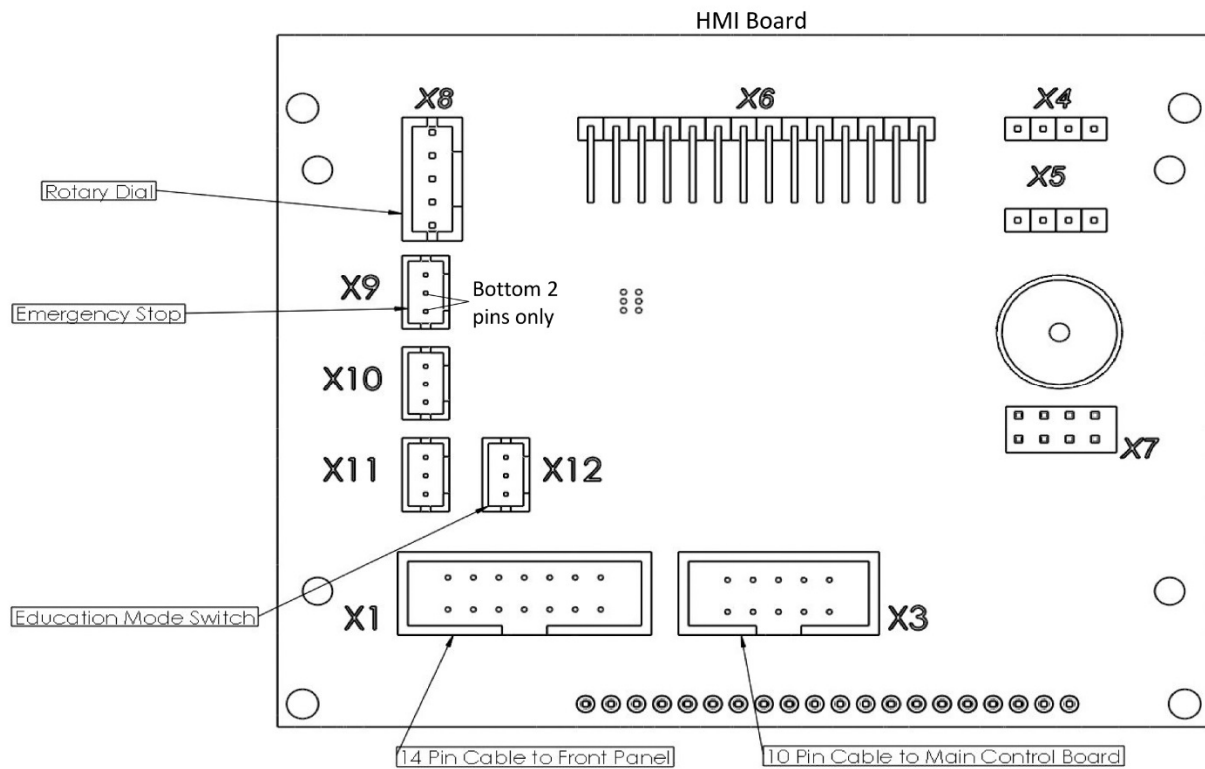 HMI Board
X8
X6
X4
X5
Rotary Dial
X9
Bottom 2
pins only
Emergency Stop
X10
X11
X12
X7
Education Mode Switch
X1
X3
14 Pin Cable to Front Panel
10 Pin Cable to Main Control Board